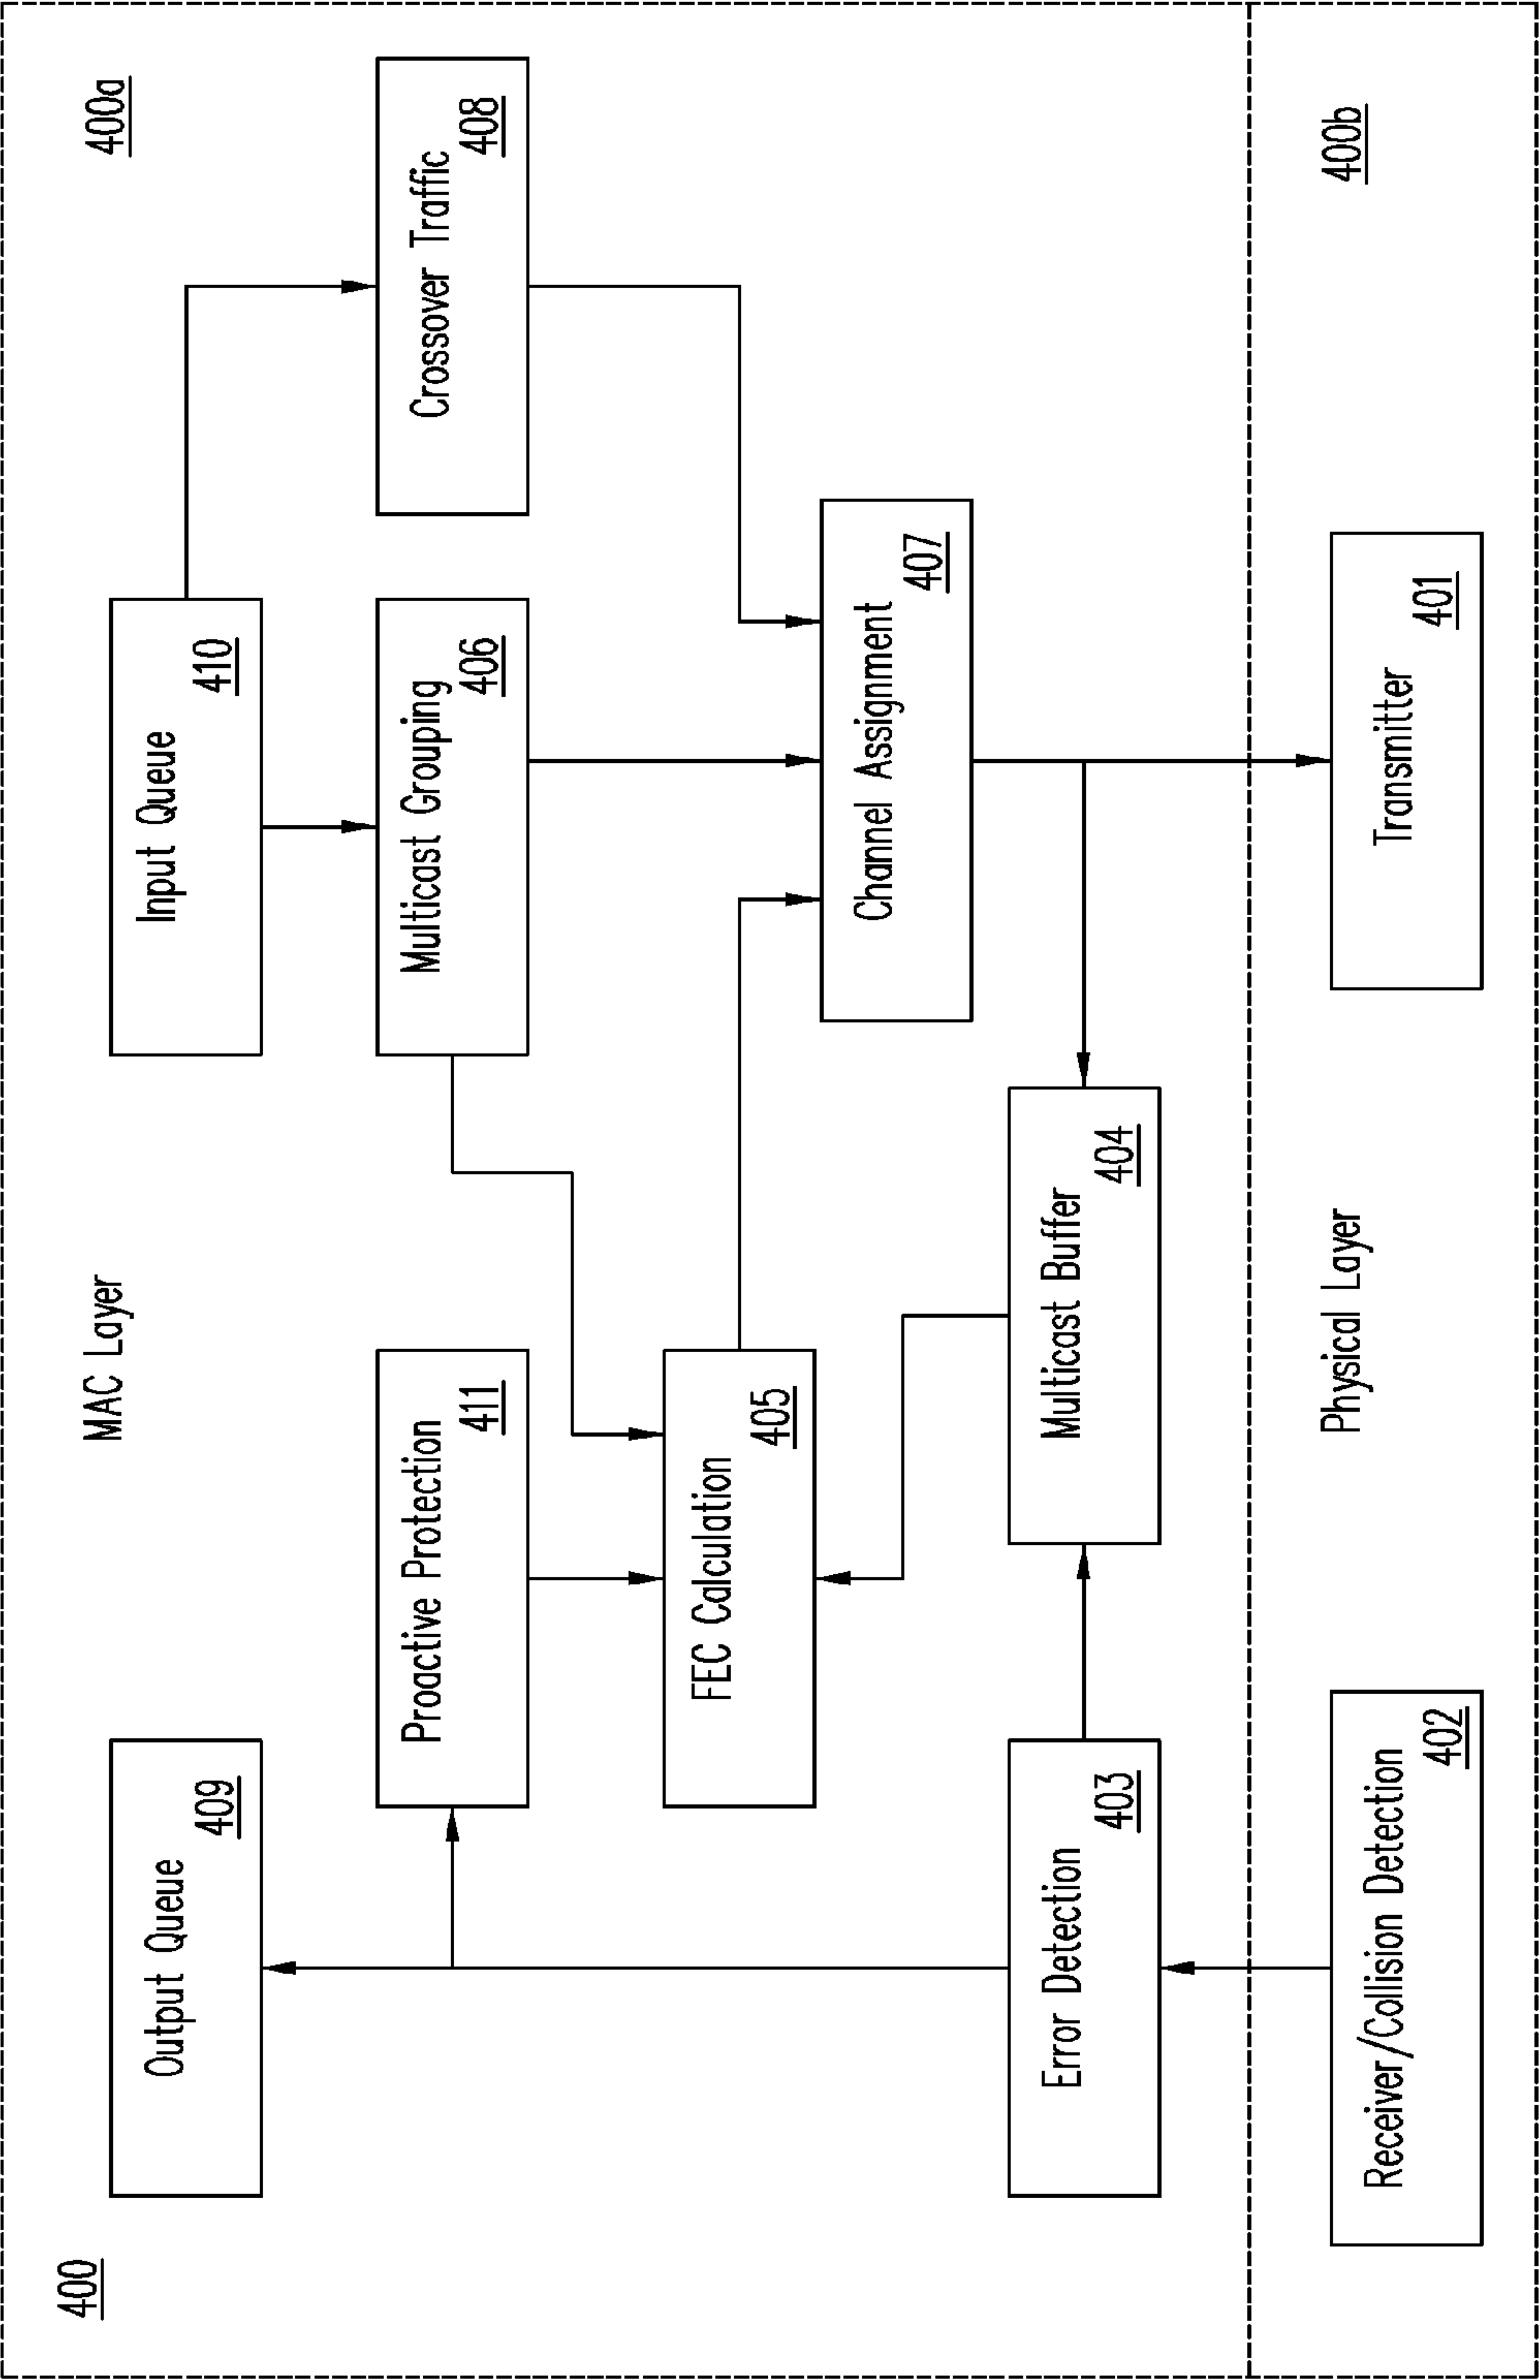 400
MAC Layer
400a
Output Queue
409
Input Queue
410
Proactive Protection
411
Multicast Grouping
406
Crossover Traffic
408
FEC Calculation
405
Channel Assignment
407
Error Detection
403
Multicast Buffer
404
Physical Layer
400b
Receiver/Collision Detection
402
Transmitter
401